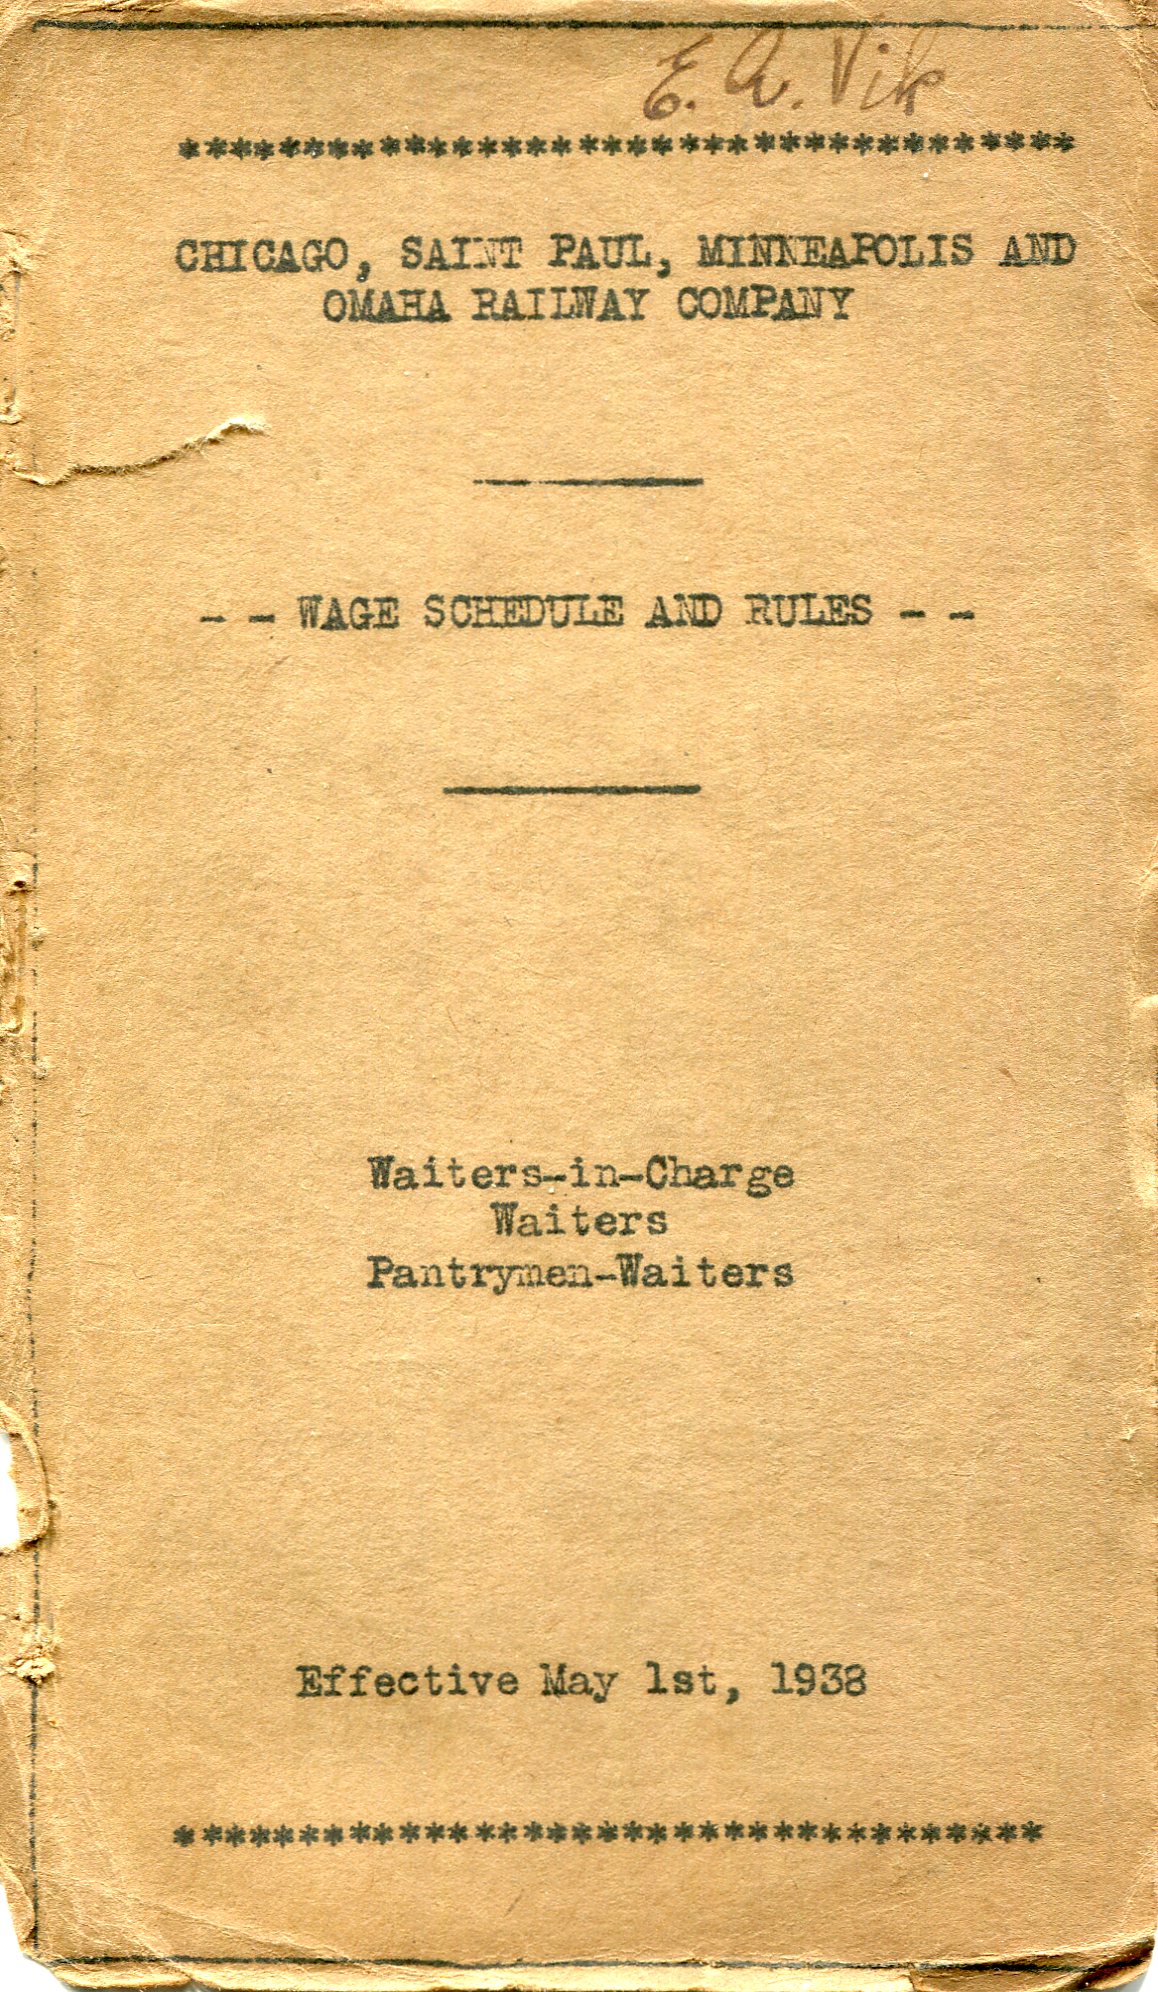 E. A. Vik
************************************
CHICAGO, SAINT PAUL, MINNEAPOLIS AND
OMAHA RAILWAY COMPANY
- - WAGE SCHEDULE AND RULES - -
Waiters-in-Charge
Waiters
Pantrymen-Waiters
Effective May 1st, 1938
***********************************